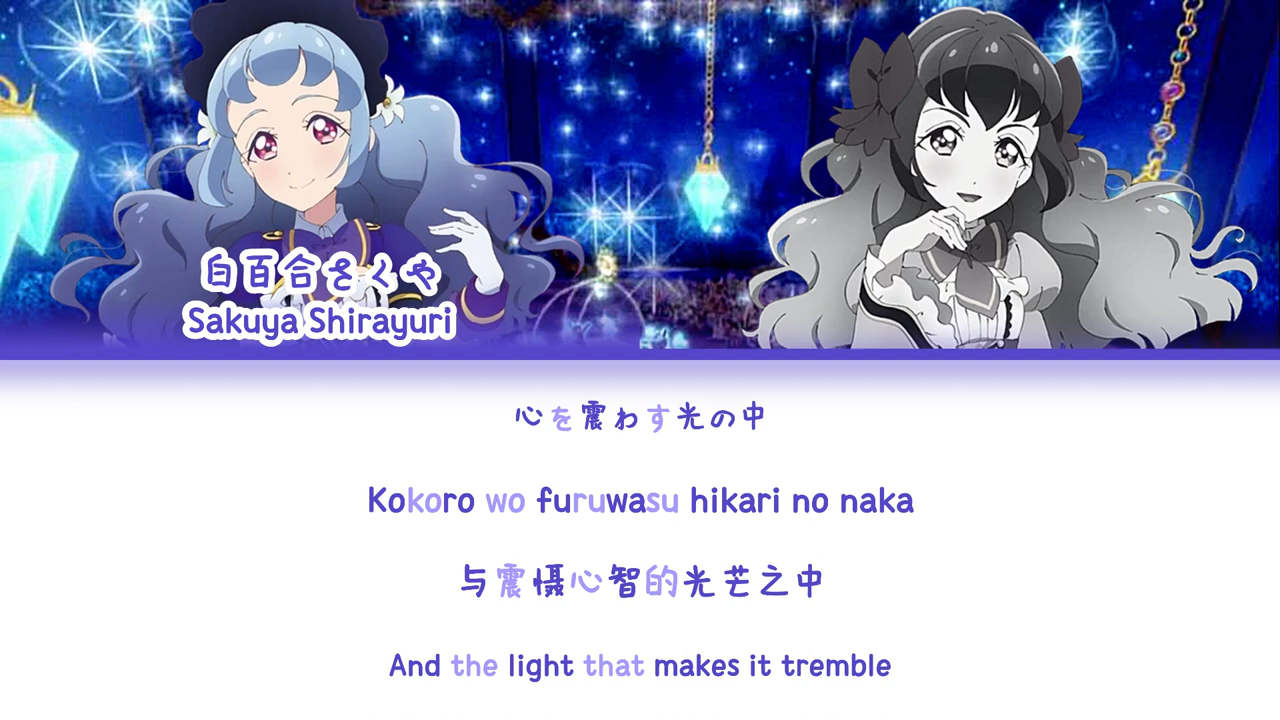 白百合さくや
Sakuya Shirayuri
心を震わす光の中
Kokoro wo furuwasu hikari no naka
与震慑心智的光芒之中
And the light that makes it tremble